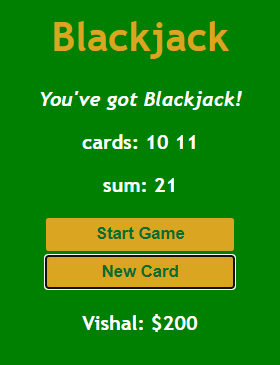 Blackjack
You've got Blackjack!
cards: 10 11
sum: 21
Start Game
New Card
Vishal: $200